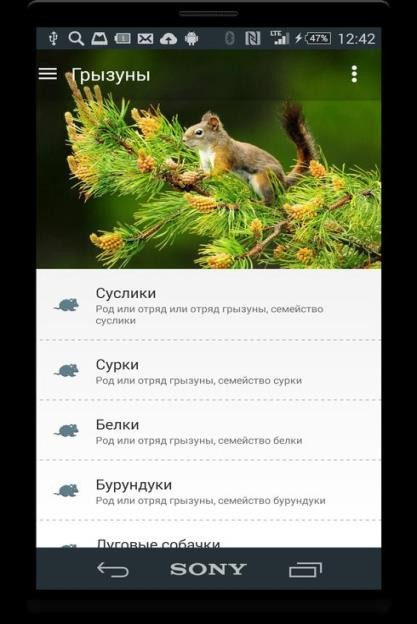 LTE 47% 12:42
Грызуны
Суслики
Род или отряд или отряд грызуны, семейство
суслики
Сурки
Род или отряд грызуны, семейство сурки
Белки
Род или отряд грызуны, семейство белки
Бурундуки
Род или отряд грызуны, семейство бурундуки
Луговые собачки
SONY